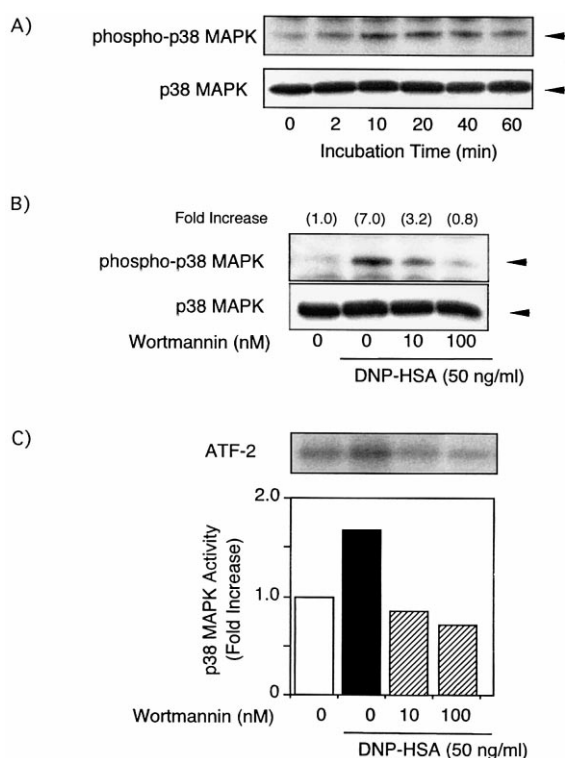 A)
phospho-p38 MAPK
p38 MAPK
0 2 10 20 40 60
Incubation Time (min)
B)
Fold Increase (1.0) (7.0) (3.2) (0.8)
phospho-p38 MAPK
p38 MAPK
Wortmannin (nM) 0 0 10 100
DNP-HSA (50 ng/ml)
C)
ATF-2
p38 MAPK Activity
(Fold Increase)
2.0
1.0
0
Wortmannin (nM) 0 0 10 100
DNP-HSA (50 ng/ml)